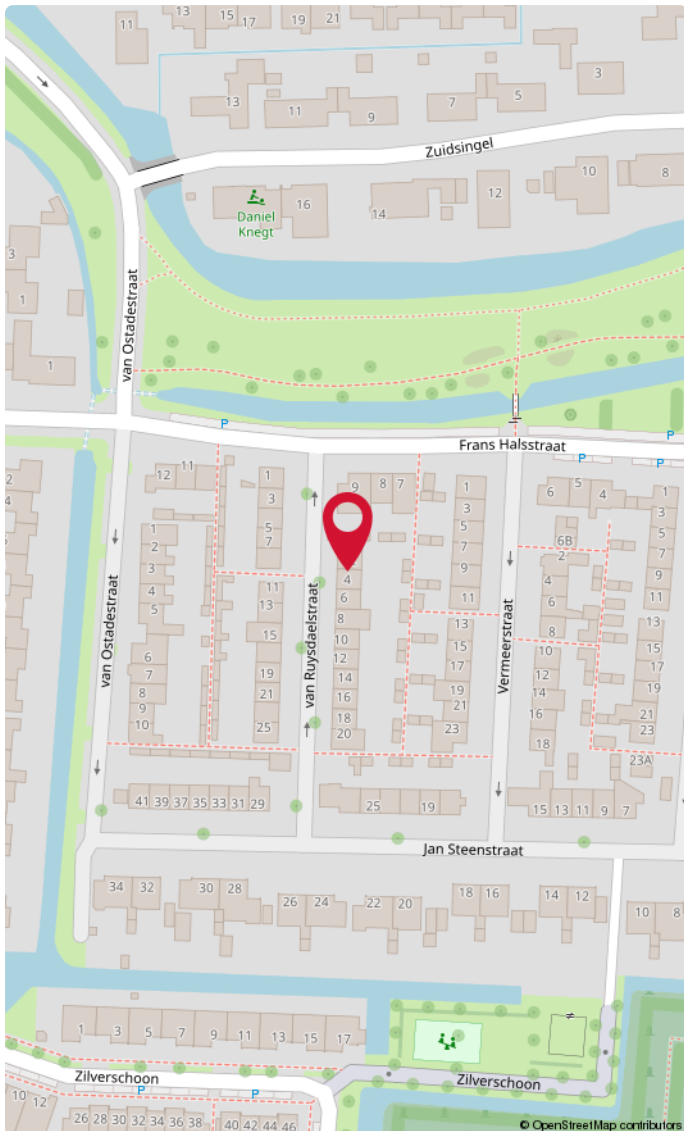 13 15 17 19 21
11
3
13 11 9 7 5
Zuidsingel
10 8
16 14 12
Daniel
Knegt
3
1
1
van Ostadestraat
P
Frans Halsstraat
P
P P
12 11 1 9 8 7 1 6 5 4 1
3 3 3
1 5 5 6B 5
2 7 7 2 7
3 4 9 4 9
4 11 6 6 11
5 13 8 11 8 13
6 15 10 13 10 15
7 19 12 15 12 17
8 21 14 17 14 19
9 25 16 19 16 21
10 18 21 18 23
20 23 23A
van Ostadestraat
van Ruysdaelstraat
Vermeerstraat
2
4
41 39 37 35 33 31 29 25 19 15 13 11 9 7
Jan Steenstraat
34 32 30 28 26 24 22 20 18 16 14 12 10 8
1 3 5 7 9 11 13 15 17
Zilverschoon
P
P
Zilverschoon
10 12
26 28 30 32 34 36 38 40 42 44 46
© OpenStreetMap contributors